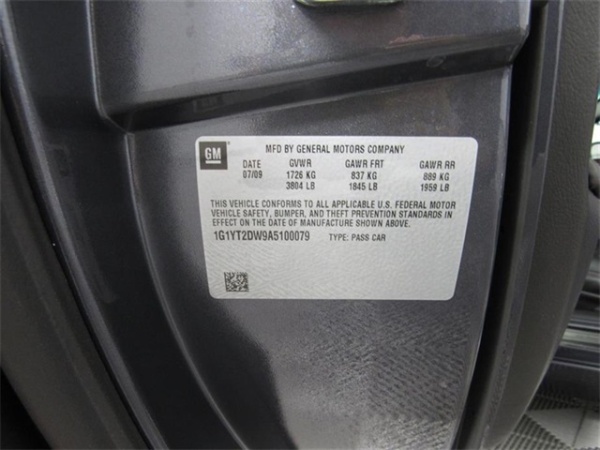 GM MFD BY GENERAL MOTORS COMPANY
DATE GVWR GAWR FRT GAWR RR
07/09 1726 KG 837 KG 889 KG
3804 LB 1845 LB 1959 LB
THIS VEHICLE CONFORMS TO ALL APPLICABLE U.S. FEDERAL MOTOR
VEHICLE SAFETY, BUMPER, AND THEFT PREVENTION STANDARDS IN
EFFECT ON THE DATE OF MANUFACTURE SHOWN ABOVE.
1G1YT2DW9A5100079 TYPE: PASS CAR